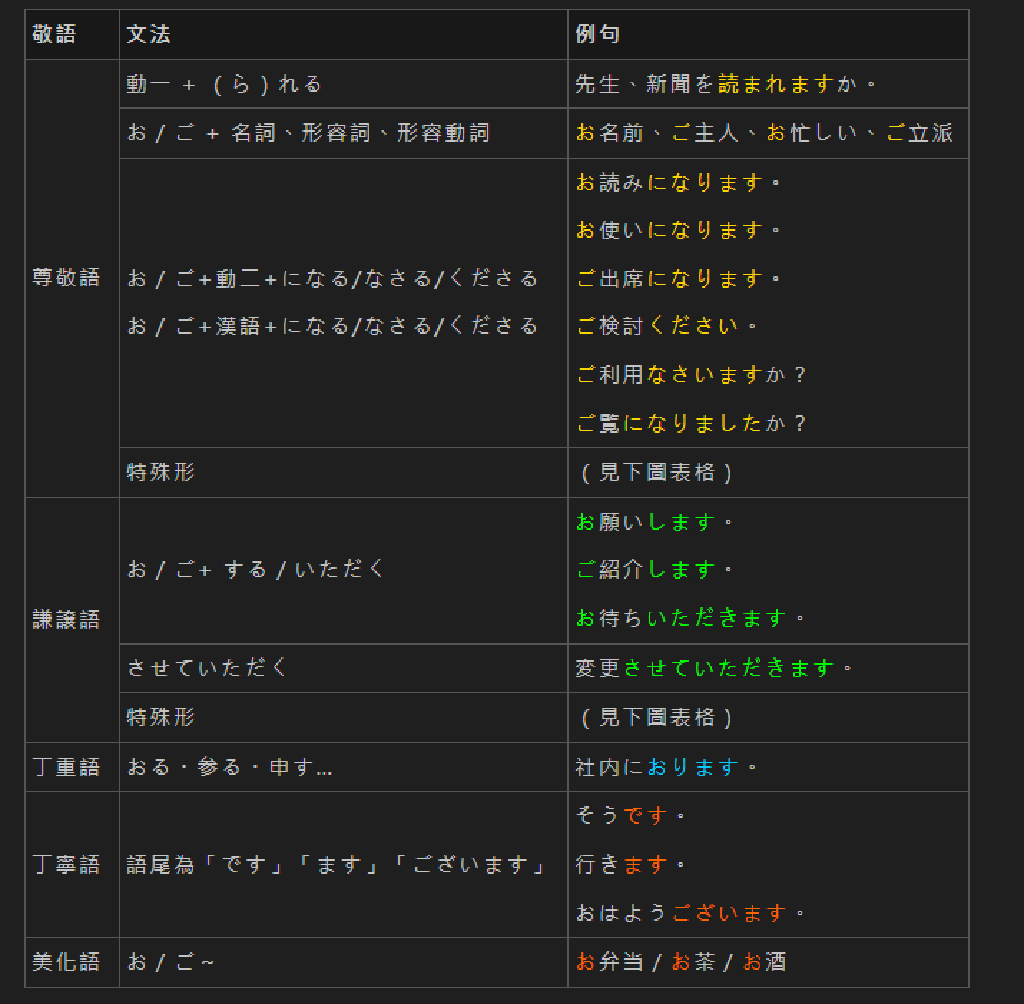 敬語 文法 例句
動一 + (ら)れる 先生、新聞を読まれますか。
お / ご + 名詞、形容詞、形容動詞 お名前、ご主人、お忙しい、ご立派
尊敬語
お / ご+動二+になる/なさる/くださる
お / ご+漢語+になる/なさる/くださる
お読みになります。
お使いになります。
ご出席になります。
ご検討ください。
ご利用なさいますか？
ご覧になりましたか？
特殊形 (見下圖表格)
謙譲語
お / ご+ する / いただく
お願いします。
ご紹介します。
お待ちいただきます。
させていただく 変更させていただきます。
特殊形 (見下圖表格)
丁重語 おる・参る・申す... 社内におります。
丁寧語 語尾為「です」「ます」「ございます」
そうです。
行きます。
おはようございます。
美化語 お / ご~ お弁当 / お茶 / お酒